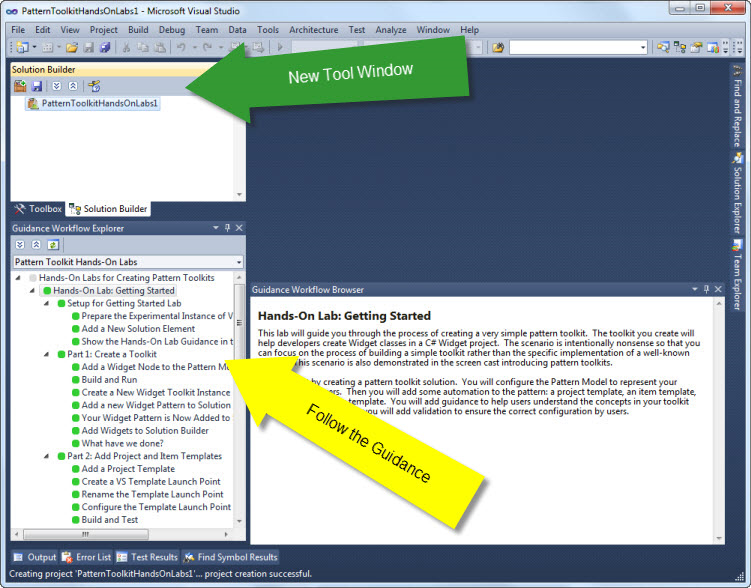 PatternToolkitHandsOnLabs1 - Microsoft Visual Studio
File Edit View Project Build Debug Team Data Tools Architecture Test Analyze Window Help
Solution Builder
New Tool Window
PatternToolkitHandsOnLabs1
Find and Replace
Solution Explorer
Team Explorer
Toolbox Solution Builder
Guidance Workflow Explorer
Pattern Toolkit Hands-On Labs
Hands-On Labs for Creating Pattern Toolkits
Hands-On Lab: Getting Started
Setup for Getting Started Lab
Prepare the Experimental Instance of V
Add a New Solution Element
Show the Hands-On Lab Guidance in t
Part 1: Create a Toolkit
Add a Widget Node to the Pattern
Build and Run
Create a New Widget Toolkit Instance
Add a new Widget Pattern to Solution
Your Widget Pattern is Now Added to
Add Widgets to Solution Builder
What have we done?
Part 2: Add Project and Item Templates
Add a Project Template
Create a VS Template Launch Point
Rename the Template Launch Point
Configure the Template Launch Point
Build and Test
Guidance Workflow Browser
Hands-On Lab: Getting Started
This lab will guide you through the process of creating a very simple pattern toolkit. The toolkit you create will
help developers create Widget classes in a C# Widget project. The scenario is intentionally nonsense so that you
can focus on the process of building a simple toolkit rather than the specific implementation of a well-known
his scenario is also demonstrated in the screen cast introducing pattern toolkits.
by creating a pattern toolkit solution. You will configure the Pattern Model to represent your
ers. Then you will add some automation to the pattern: a project template, an item template,
template. You will add guidance to help users understand the concepts in your toolkit
you will add validation to ensure the correct configuration by users.
Follow the Guidance
Output Error List Test Results Find Symbol Results
Creating project 'PatternToolkitHandsOnLabs1'... project creation successful.